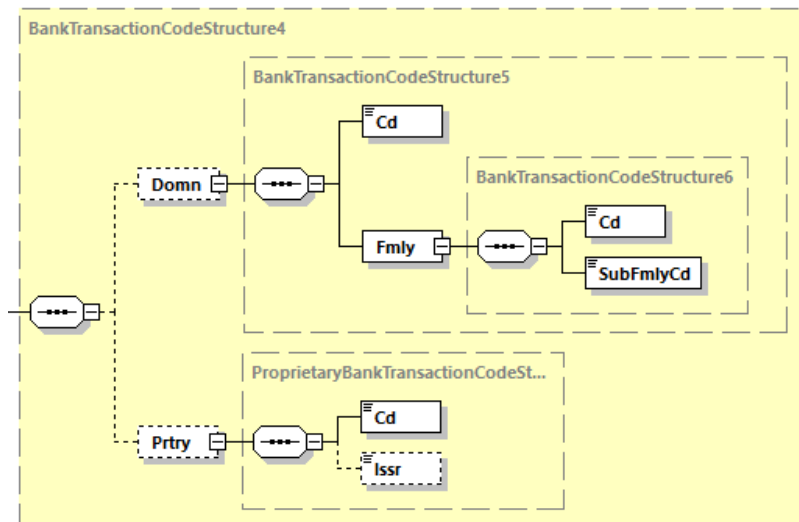 BankTransactionCodeStructure4
BankTransactionCodeStructure5
Cd
Domn
BankTransactionCodeStructure6
Cd
Fmly
SubFmlyCd
ProprietaryBankTransactionCodeSt...
Cd
Prtry
Issr